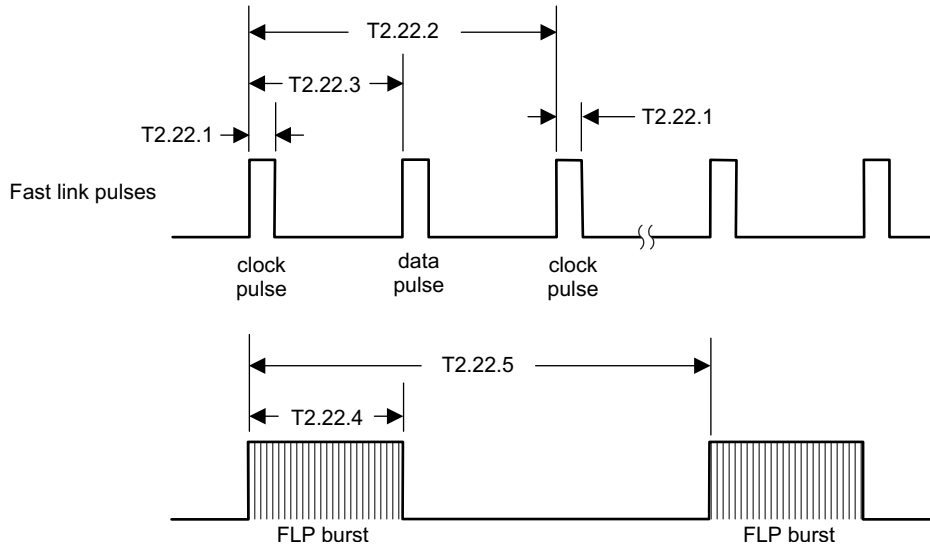 T2.22.2
T2.22.3
T2.22.1
T2.22.1
Fast link pulses
clock
pulse
data
pulse
clock
pulse
T2.22.5
T2.22.4
FLP burst
FLP burst